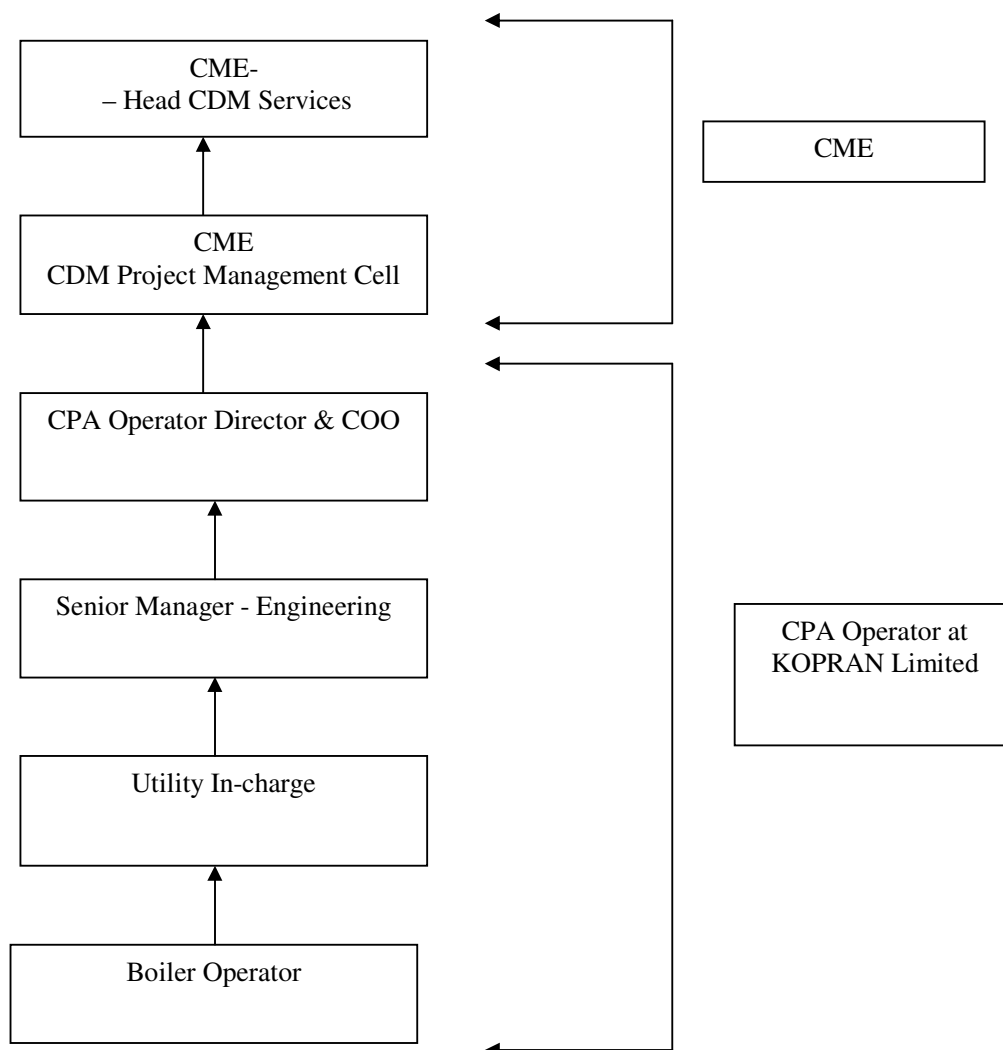 CME-
– Head CDM Services
CME
CME
CDM Project Management Cell
CPA Operator Director & COO
Senior Manager - Engineering
CPA Operator at
KOPRAN Limited
Utility In-charge
Boiler Operator